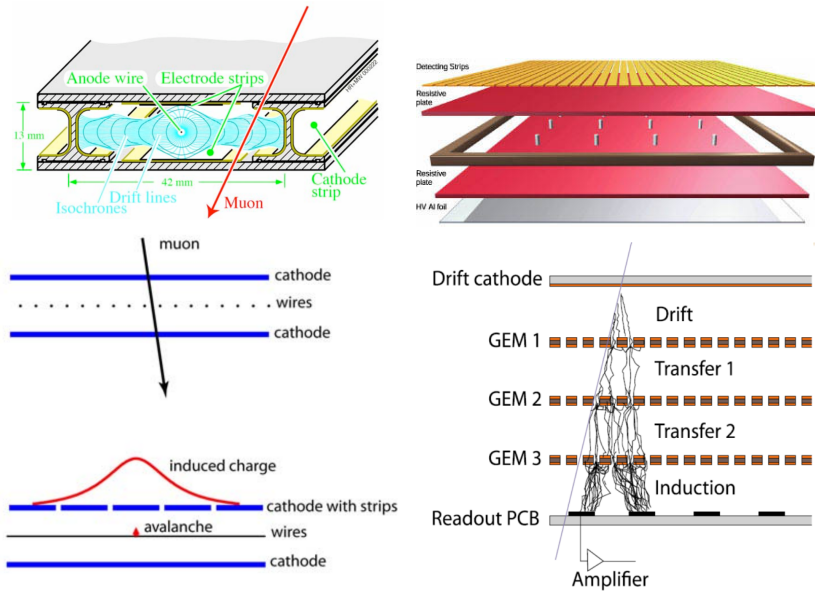 Anode wire
Electrode strips
13 mm
42 mm
Isochrones
Drift lines
Muon
Cathode
strip
Detecting Strips
Resistive
plate
Resistive
plate
HV Al foil
muon
cathode
wires
cathode
induced charge
cathode with strips
avalanche
wires
cathode
Drift cathode
Drift
GEM 1
Transfer 1
GEM 2
Transfer 2
GEM 3
Induction
Readout PCB
Amplifier